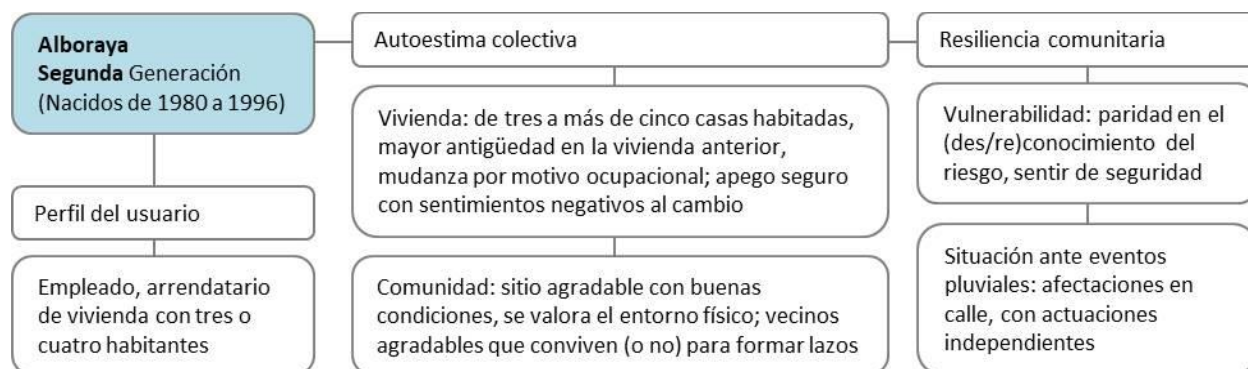 Alboraya
Segunda Generación
(Nacidos de 1980 a 1996)
Perfil del usuario
Empleado, arrendatario
de vivienda con tres o
cuatro habitantes
Autoestima colectiva
Vivienda: de tres a más de cinco casas habitadas,
mayor antigüedad en la vivienda anterior,
mudanza por motivo ocupacional; apego seguro
con sentimientos negativos al cambio
Comunidad: sitio agradable con buenas
condiciones, se valora el entorno físico; vecinos
agradables que conviven (o no) para formar lazos
Resiliencia comunitaria
Vulnerabilidad: paridad en el
(des/re)conocimiento del
riesgo, sentir de seguridad
Situación ante eventos
pluviales: afectaciones en
calle, con actuaciones
independientes